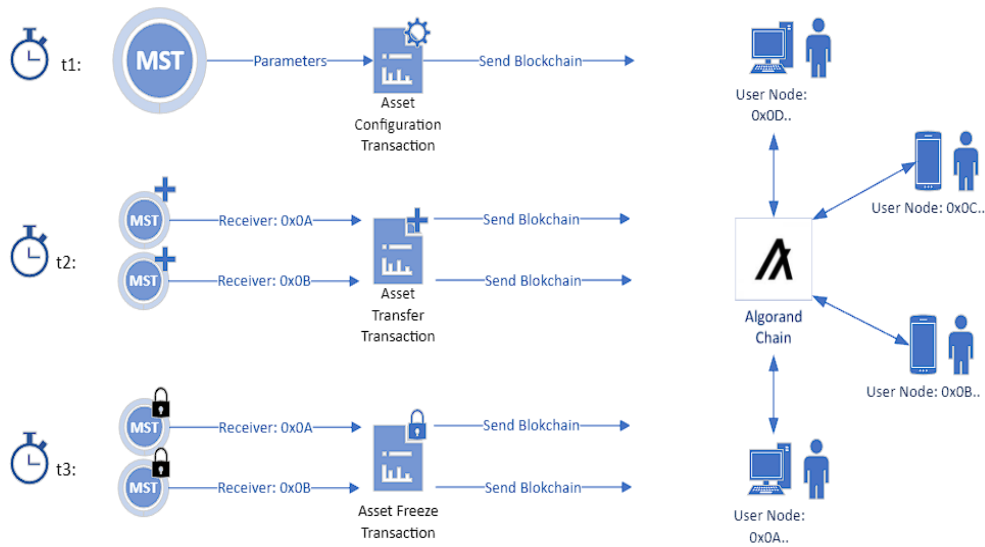 t1:
MST
Parameters
Asset
Configuration
Transaction
Send Blockchain
User Node:
0x0D..
User Node: 0x0C..
t2:
MST
Receiver: 0x0A
Send Blokchain
MST
Receiver: 0x0B
Send Blokchain
Asset
Transfer
Transaction
Algorand
Chain
User Node: 0x0B..
t3:
MST
Receiver: 0x0A
Send Blokchain
MST
Receiver: 0x0B
Send Blokchain
Asset Freeze
Transaction
User Node:
0x0A..